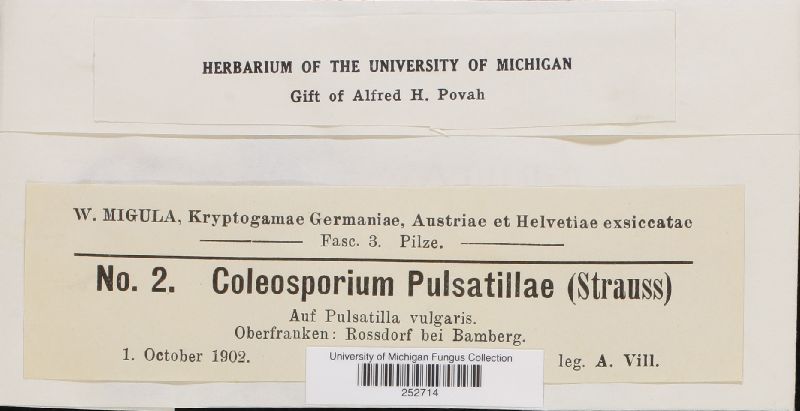 HERBARIUM OF THE UNIVERSITY OF MICHIGAN
Gift of Alfred H. Povah
W. MIGULA, Kryptogamae Germaniae, Austriae et Helvetiae exsiccatae
Fasc. 3. Pilze.
No. 2. Coleosporium Pulsatillae (Strauss)
Auf Pulsatilla vulgaris.
Oberfranken: Rossdorf bei Bamberg.
1. October 1902. leg. A. Vill.
University of Michigan Fungus Collection
252714